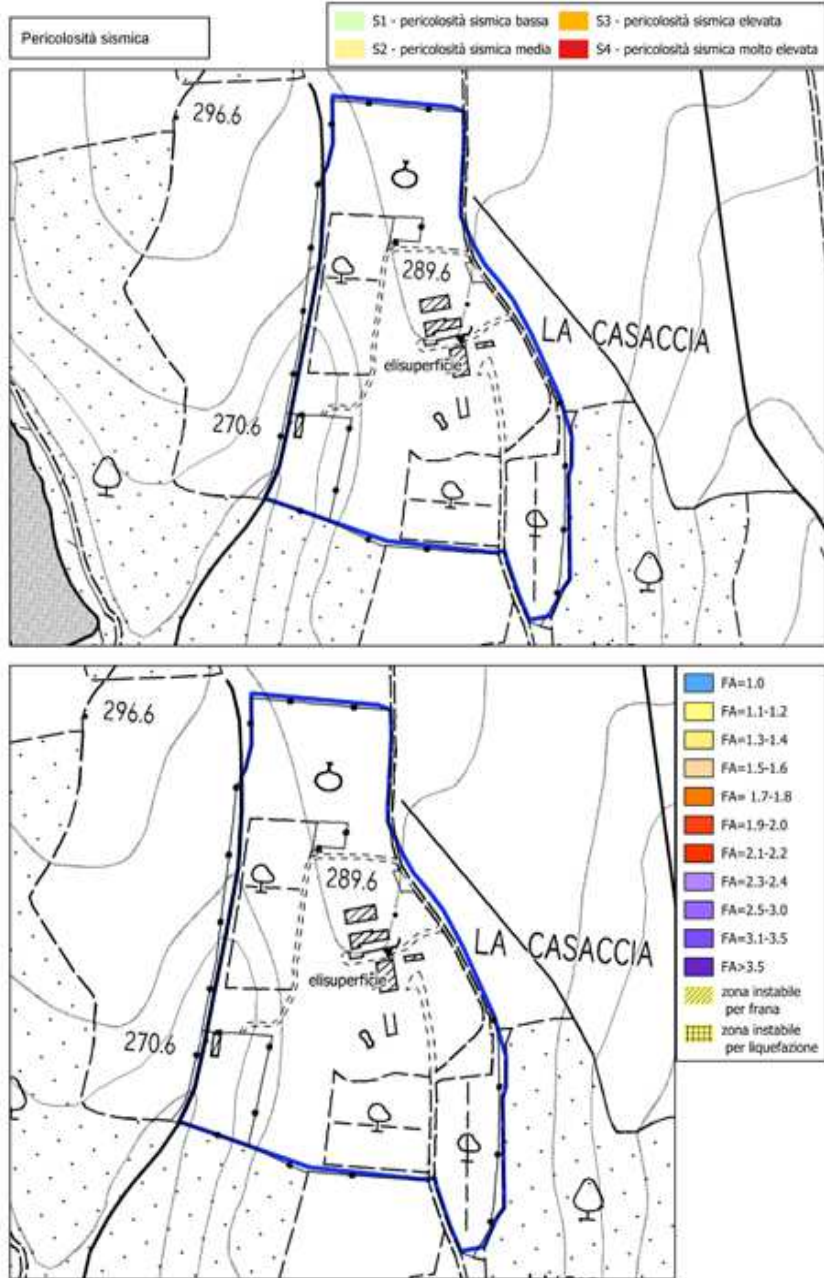 Pericolosità sismica
S1 - pericolosità sismica bassa
S3 - pericolosità sismica elevata
S2 - pericolosità sismica media
S4 - pericolosità sismica molto elevata
296.6
289.6
LA CASACCIA
elisuperficie
270.6
296.6
289.6
LA CASACCIA
elisuperficie
270.6
FA=1.0
FA=1.1-1.2
FA=1.3-1.4
FA=1.5-1.6
FA= 1.7-1.8
FA=1.9-2.0
FA=2.1-2.2
FA=2.3-2.4
FA=2.5-3.0
FA=3.1-3.5
FA>3.5
zona instabile
per frana
zona instabile
per liquefazione